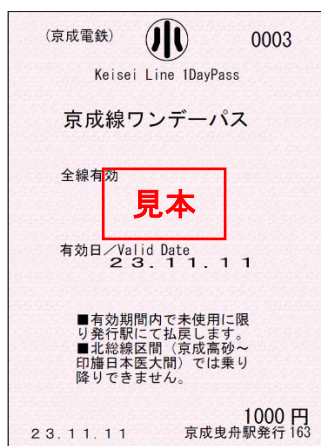 (京成電鉄) 小 0003
Keisei Line 1DayPass
京成線ワンデーパス
全線有効
見本
有効日/Valid Date
23.11.11
■有効期間内で未使用に限
り発行駅にて払戻します。
■北総線区間(京成高砂～
印旛日本医大間)では乗り
降りできません。
1000円
23.11.11 京成曳舟駅発行163